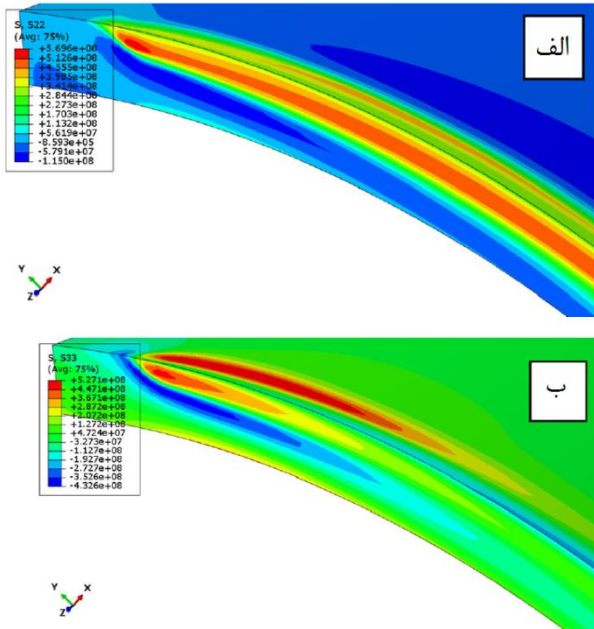 S, S22
(Avg: 75%)
+5.696e+08
+5.126e+08
+4.555e+08
+3.985e+08
+3.414e+08
+2.844e+08
+2.273e+08
+1.703e+08
+1.132e+08
+5.619e+07
-8.593e+05
-5.791e+07
-1.150e+08
الف
Y X
Z
S, S33
(Avg: 75%)
+5.271e+08
+4.471e+08
+3.671e+08
+2.872e+08
+2.072e+08
+1.272e+08
+4.724e+07
-3.273e+07
-1.127e+08
-1.927e+08
-2.727e+08
-3.526e+08
-4.326e+08
ب
Y X
Z